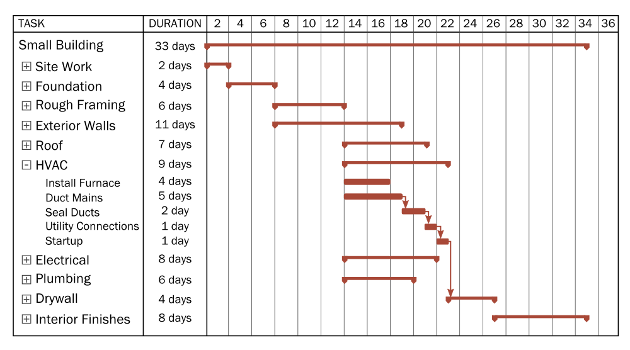 TASK DURATION 2 4 6 8 10 12 14 16 18 20 22 24 26 28 30 32 34 36
Small Building 33 days
Site Work 2 days
Foundation 4 days
Rough Framing 6 days
Exterior Walls 11 days
Roof 7 days
HVAC 9 days
Install Furnace 4 days
Duct Mains 5 days
Seal Ducts 2 day
Utility Connections 1 day
Startup 1 day
Electrical 8 days
Plumbing 6 days
Drywall 4 days
Interior Finishes 8 days